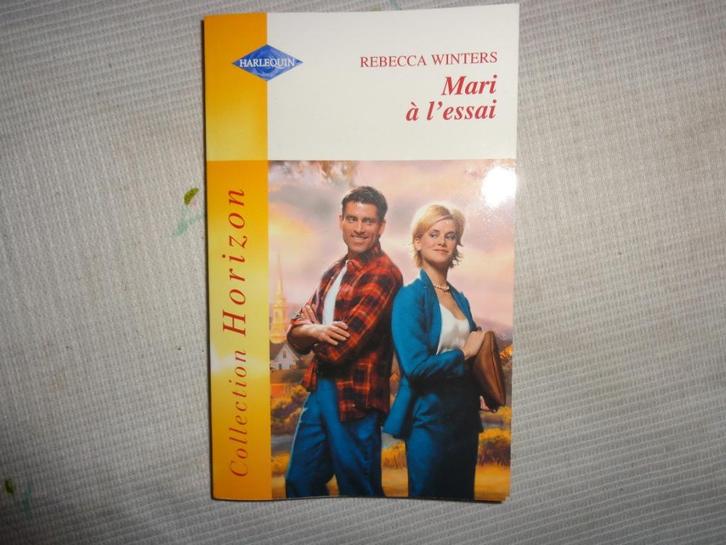 HARLEQUIN
REBECCA WINTERS
Mari
à l'essai
Collection Horizon